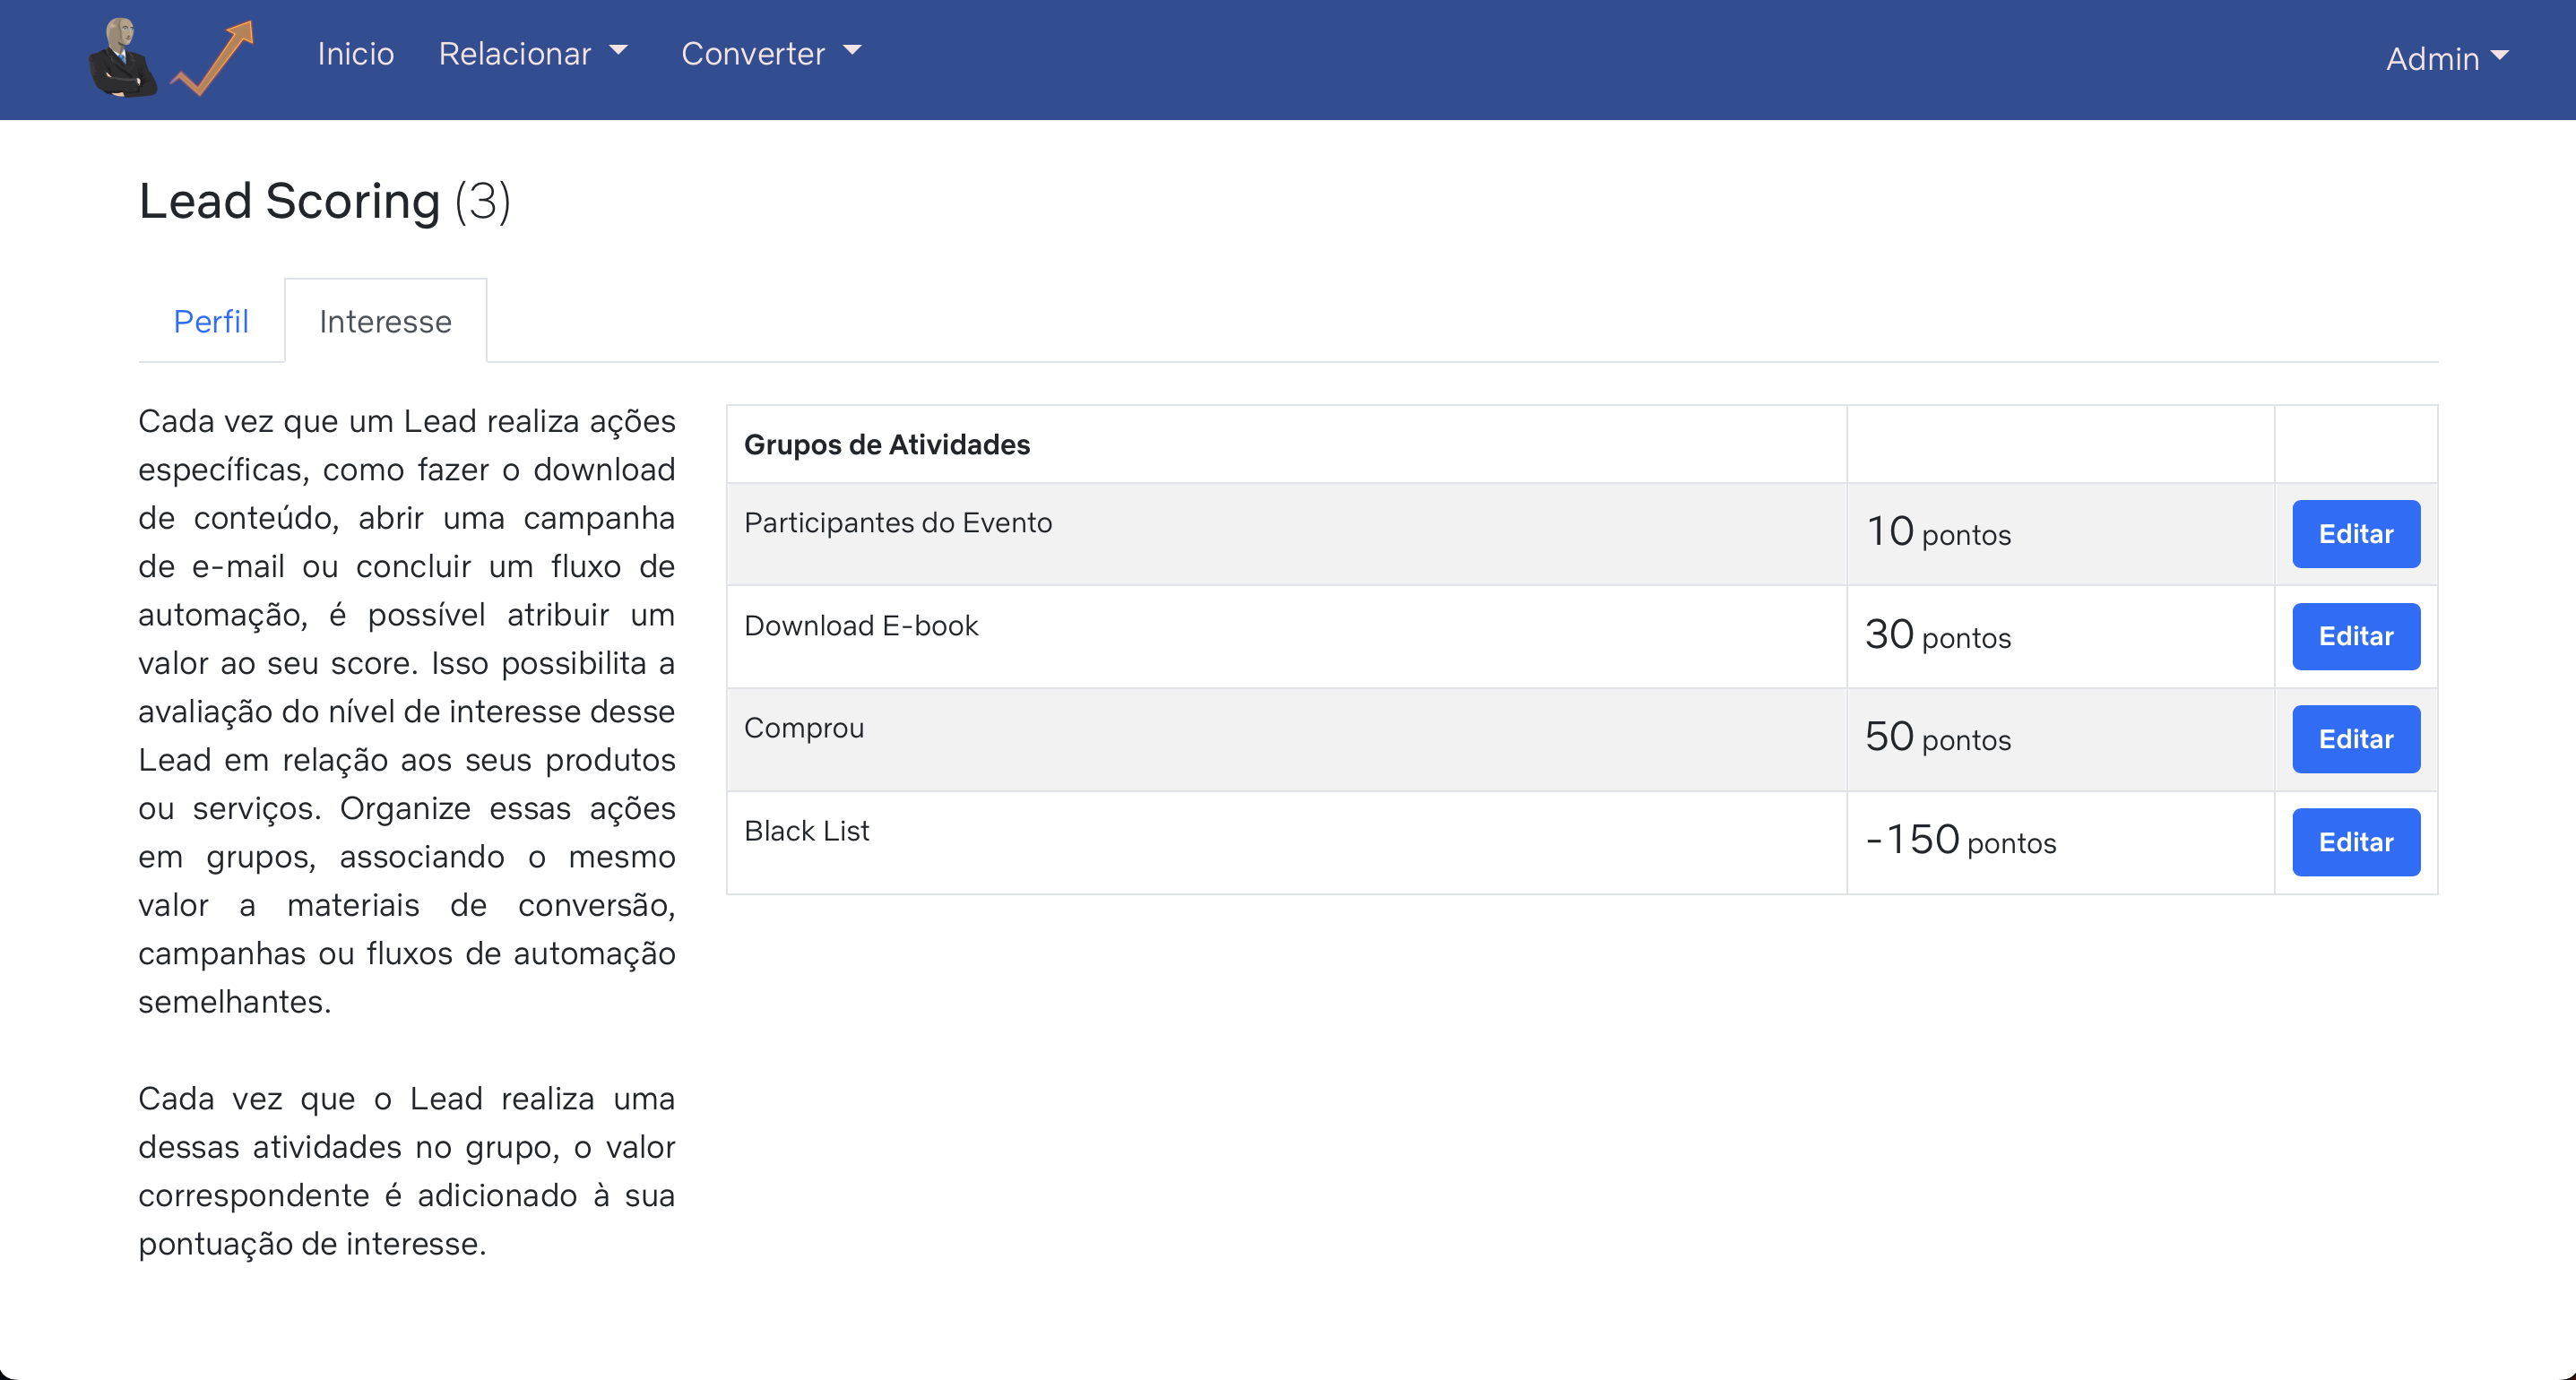 Inicio Relacionar Converter Admin
Lead Scoring (3)
Perfil Interesse
Cada vez que um Lead realiza ações
específicas, como fazer o download
de conteúdo, abrir uma campanha
de e-mail ou concluir um fluxo de
automação, é possível atribuir um
valor ao seu score. Isso possibilita a
avaliação do nível de interesse desse
Lead em relação aos seus produtos
ou serviços. Organize essas ações
em grupos, associando o mesmo
valor a materiais de conversão,
campanhas ou fluxos de automação
semelhantes.
Cada vez que o Lead realiza uma
dessas atividades no grupo, o valor
correspondente é adicionado à sua
pontuação de interesse.
Grupos de Atividades
Participantes do Evento 10 pontos Editar
Download E-book 30 pontos Editar
Comprou 50 pontos Editar
Black List -150 pontos Editar